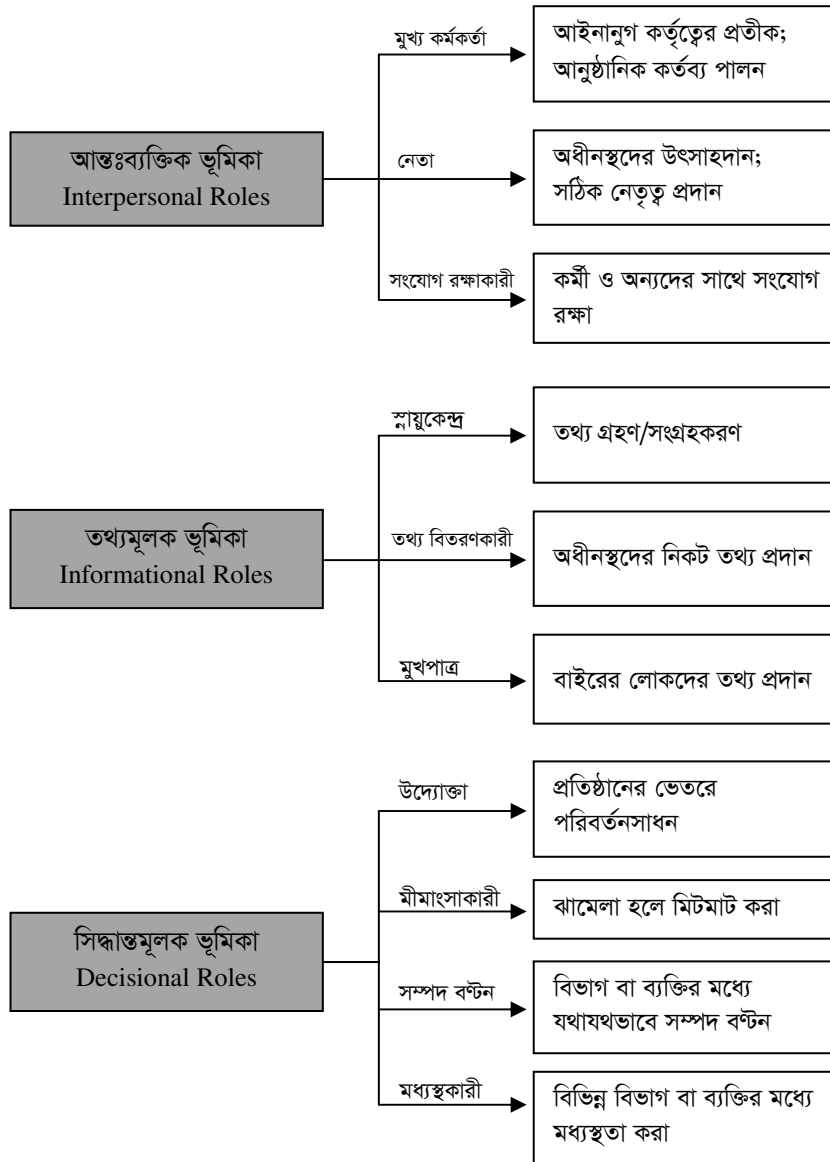 মুখ্য কর্মকর্তা
আইনানুগ কর্তৃত্বের প্রতীক;
আনুষ্ঠানিক কর্তব্য পালন
আন্তঃব্যক্তিক ভূমিকা
Interpersonal Roles
নেতা
অধীনস্থদের উৎসাহদান;
সঠিক নেতৃত্ব প্রদান
সংযোগ রক্ষাকারী
কর্মী ও অন্যদের সাথে সংযোগ
রক্ষা
স্নায়ুকেন্দ্র
তথ্য গ্রহণ/সংগ্রহকরণ
তথ্যমূলক ভূমিকা
Informational Roles
তথ্য বিতরণকারী
অধীনস্থদের নিকট তথ্য প্রদান
মুখপাত্র
বাইরের লোকদের তথ্য প্রদান
উদ্যোক্তা
প্রতিষ্ঠানের ভেতরে
পরিবর্তনসাধন
মীমাংসাকারী
ঝামেলা হলে মিটমাট করা
সিদ্ধান্তমূলক ভূমিকা
Decisional Roles
সম্পদ বণ্টন
বিভাগ বা ব্যক্তির মধ্যে
যথাযথভাবে সম্পদ বণ্টন
মধ্যস্থকারী
বিভিন্ন বিভাগ বা ব্যক্তির মধ্যে
মধ্যস্থতা করা